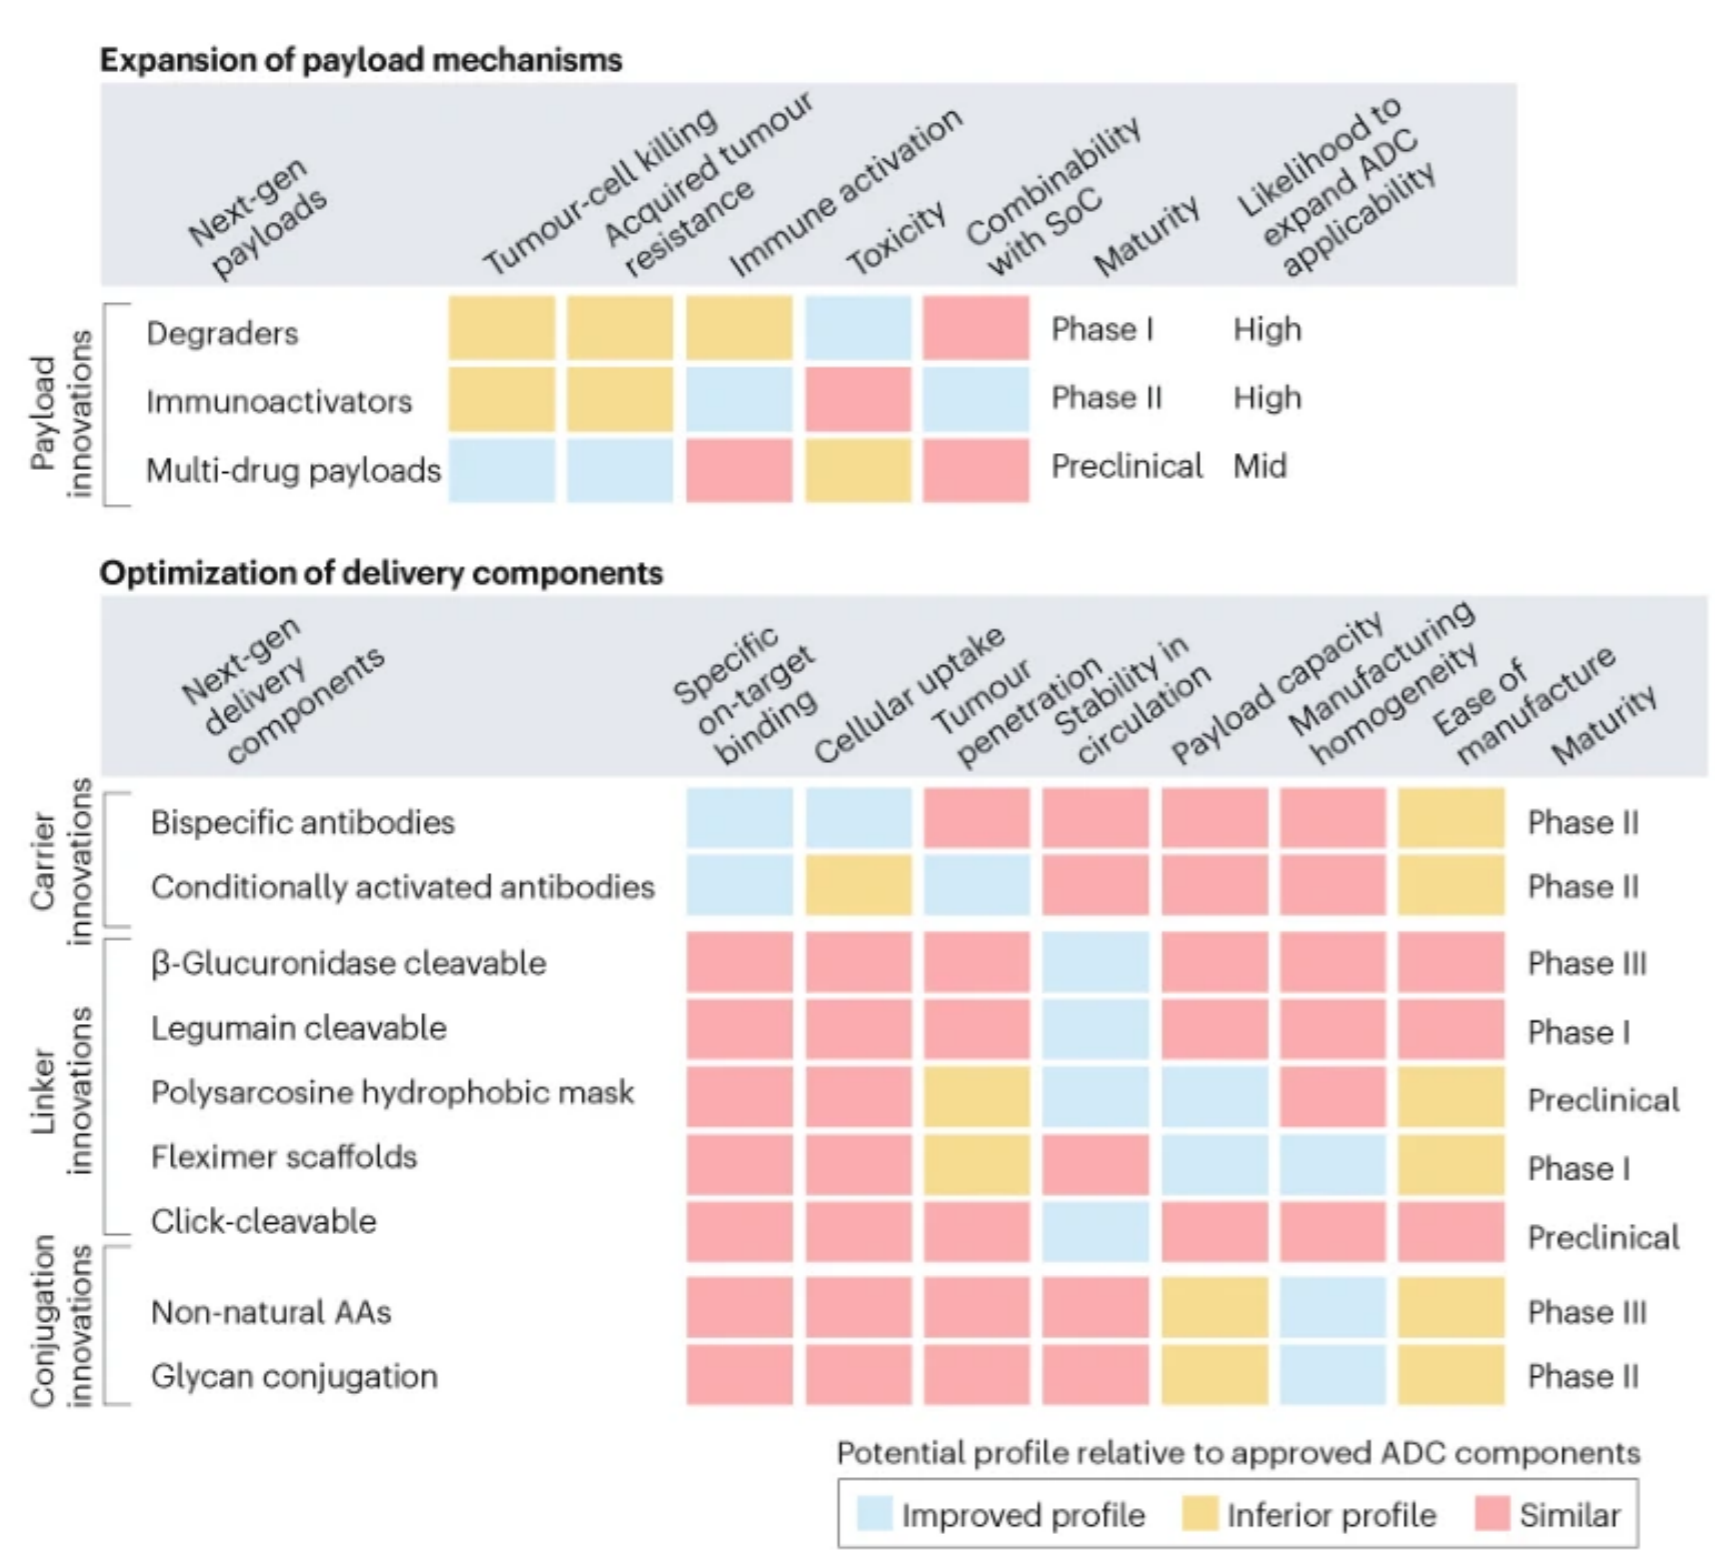 Expansion of payload mechanisms
Next-gen
payloads
Tumour-cell killing
Acquired tumour
resistance
Immune activation
Toxicity
Combinability
with SoC
Maturity
Likelihood to
expand ADC
applicability
Payload
innovations
Degraders
Phase I
High
Immunoactivators
Phase II
High
Multi-drug payloads
Preclinical
Mid
Optimization of delivery components
Next-gen
delivery
components
Specific
on-target
binding
Cellular uptake
Tumour
penetration
Stability in
circulation
Payload capacity
Manufacturing
homogeneity
Ease of
manufacture
Maturity
Carrier
innovations
Bispecific antibodies
Phase II
Conditionally activated antibodies
Phase II
Linker
innovations
β-Glucuronidase cleavable
Phase III
Legumain cleavable
Phase I
Polysarcosine hydrophobic mask
Preclinical
Fleximer scaffolds
Phase I
Click-cleavable
Preclinical
Conjugation
innovations
Non-natural AAs
Phase III
Glycan conjugation
Phase II
Potential profile relative to approved ADC components
Improved profile
Inferior profile
Similar